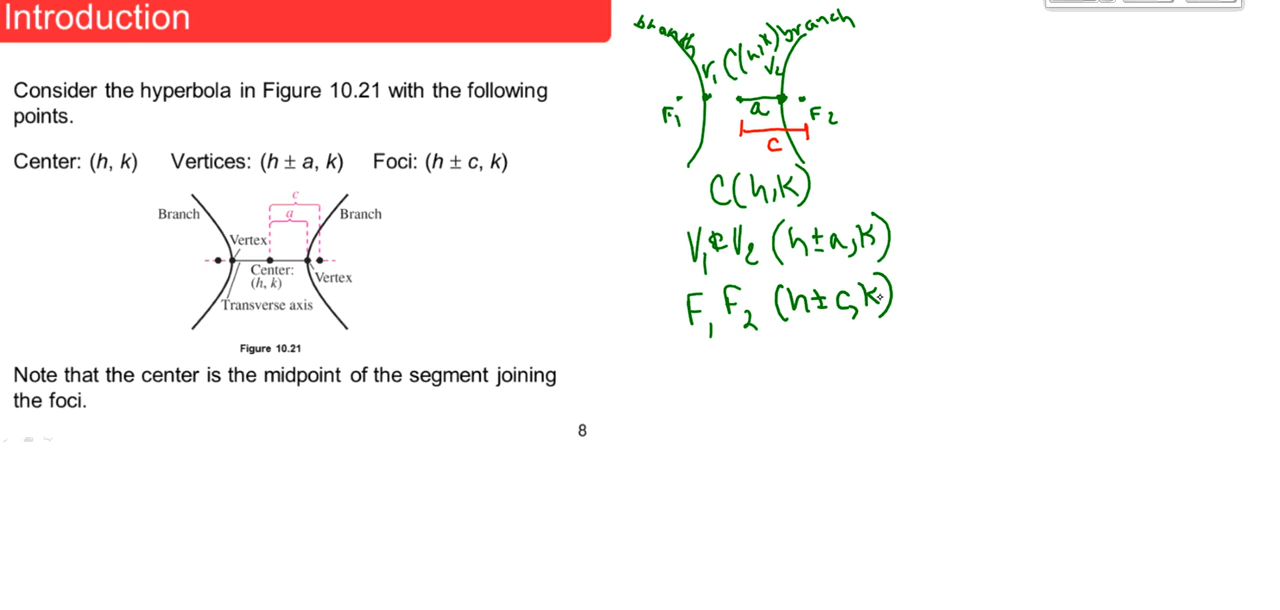 Introduction
Consider the hyperbola in Figure 10.21 with the following
points.
Center: (h, k) Vertices: (h ± a, k) Foci: (h ± c, k)
c
a
Branch
Branch
Vertex
Center:
(h, k)
Vertex
Transverse axis
Figure 10.21
Note that the center is the midpoint of the segment joining
the foci.
8
branch
branch
V1 C(h,k) V2
F1
a
F2
c
C(h,k)
V1 & V2 (h ± a, k)
F1 F2 (h ± c, k)